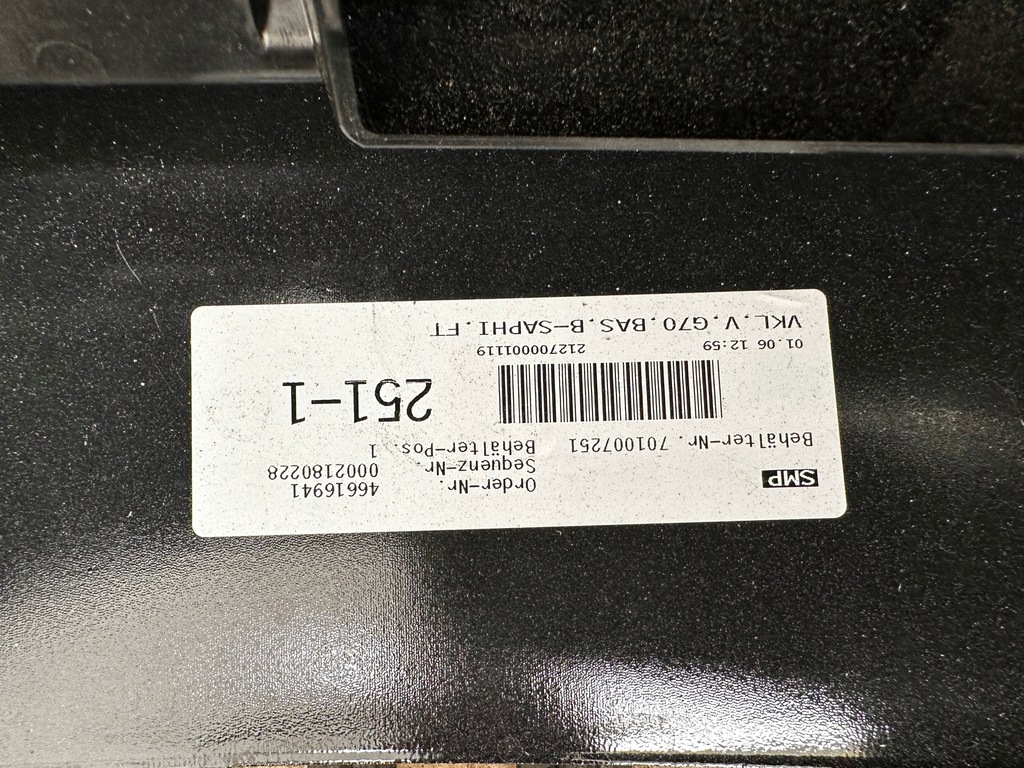 SMP
Order-Nr. 46616941
Sequenz-Nr. 0002180228
Behälter-Nr. 701007251 Behälter-Pos. 1
251-1
01.06 12:59 212700001119
VKL.V.G70.BAS.B-SAPHI.FT